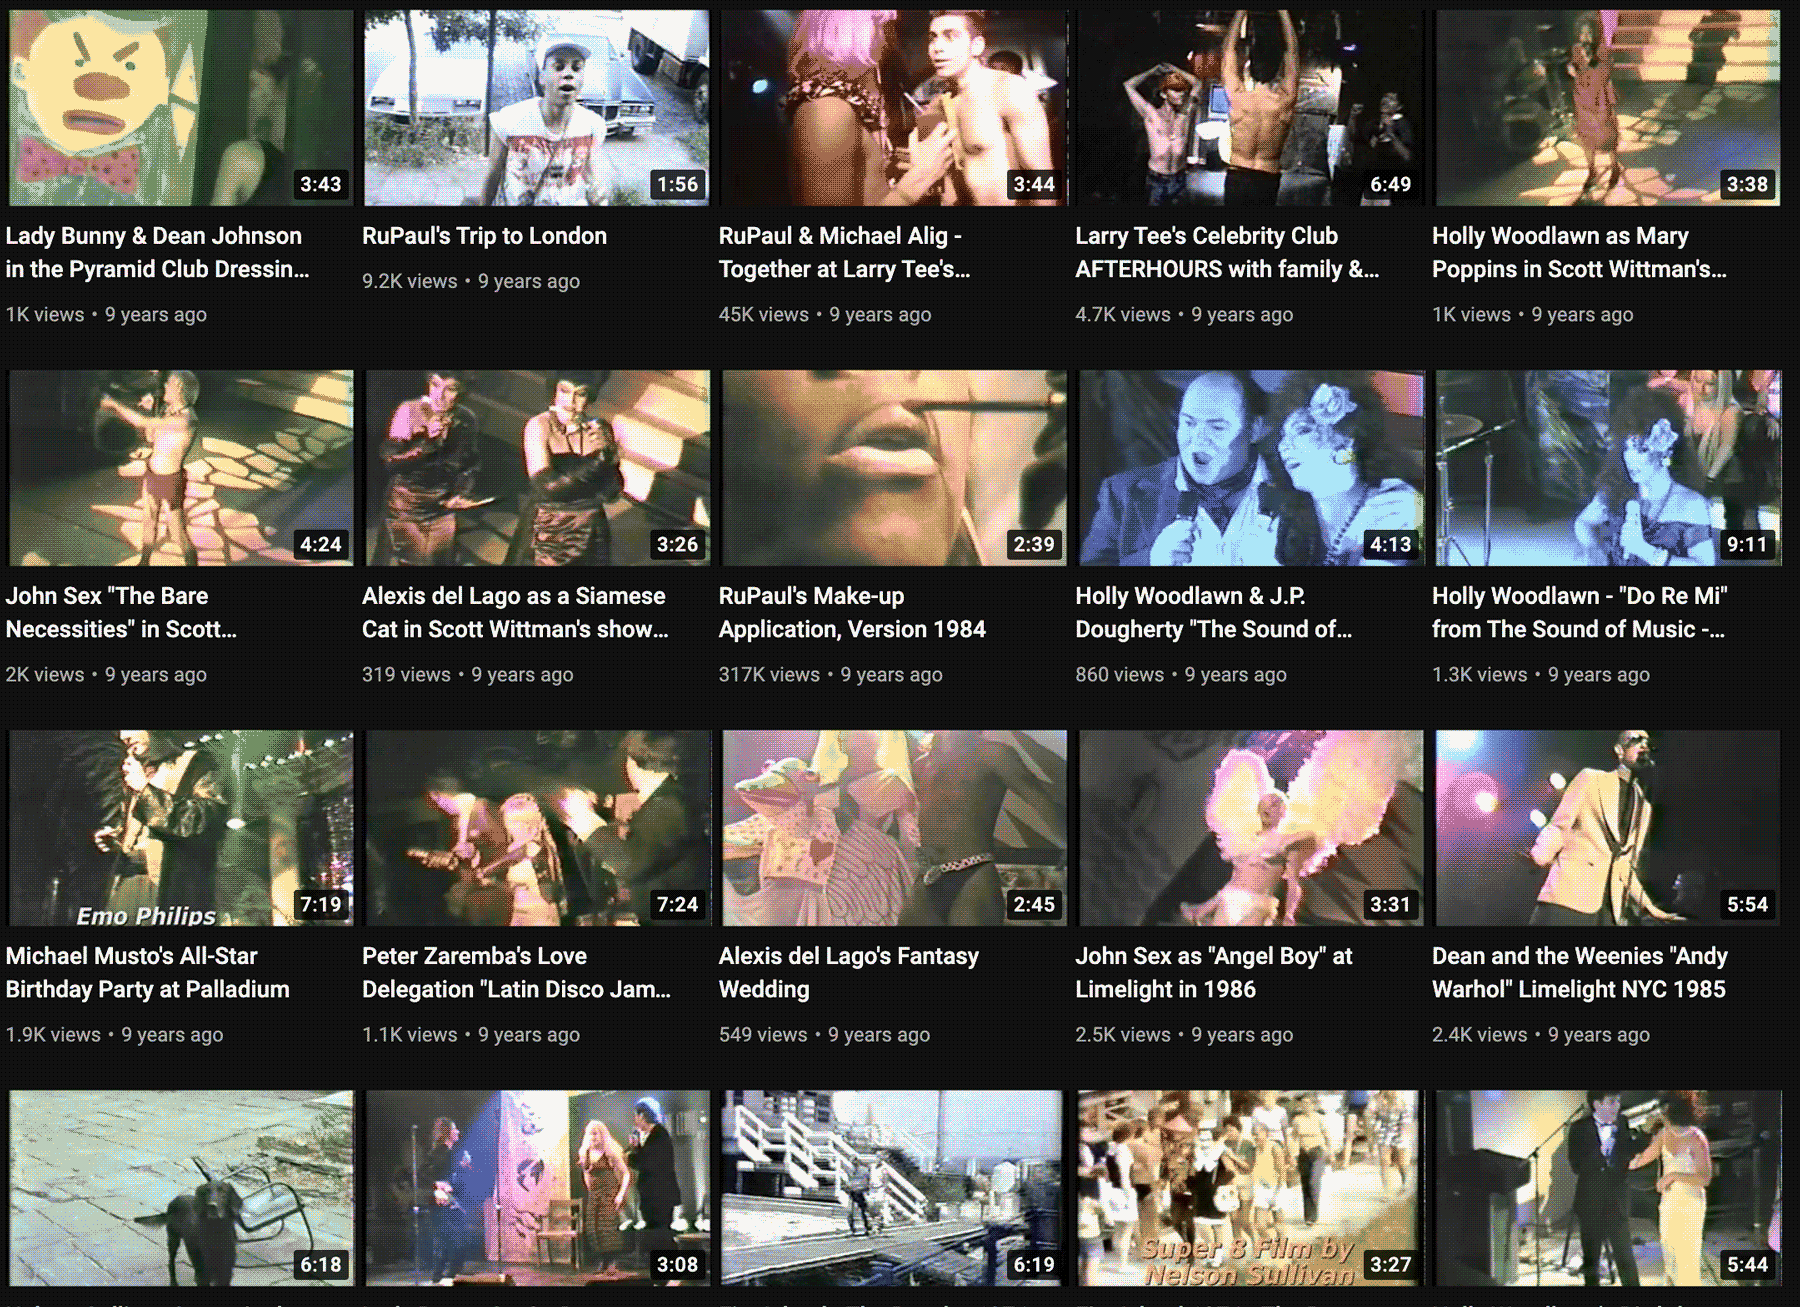 3:43
1:56
3:44
6:49
3:38
Lady Bunny & Dean Johnson
in the Pyramid Club Dressin...
1K views • 9 years ago
RuPaul's Trip to London
9.2K views • 9 years ago
RuPaul & Michael Alig -
Together at Larry Tee's...
45K views • 9 years ago
Larry Tee's Celebrity Club
AFTERHOURS with family &...
4.7K views • 9 years ago
Holly Woodlawn as Mary
Poppins in Scott Wittman's...
1K views • 9 years ago
4:24
3:26
2:39
4:13
9:11
John Sex "The Bare
Necessities" in Scott...
2K views • 9 years ago
Alexis del Lago as a Siamese
Cat in Scott Wittman's show...
319 views • 9 years ago
RuPaul's Make-up
Application, Version 1984
317K views • 9 years ago
Holly Woodlawn & J.P.
Dougherty "The Sound of...
860 views • 9 years ago
Holly Woodlawn - "Do Re Mi"
from The Sound of Music -...
1.3K views • 9 years ago
Emo Philips
7:19
7:24
2:45
3:31
5:54
Michael Musto's All-Star
Birthday Party at Palladium
1.9K views • 9 years ago
Peter Zaremba's Love
Delegation "Latin Disco Jam...
1.1K views • 9 years ago
Alexis del Lago's Fantasy
Wedding
549 views • 9 years ago
John Sex as "Angel Boy" at
Limelight in 1986
2.5K views • 9 years ago
Dean and the Weenies "Andy
Warhol" Limelight NYC 1985
2.4K views • 9 years ago
6:18
3:08
6:19
Super 8 Film by
Nelson Sullivan
3:27
5:44